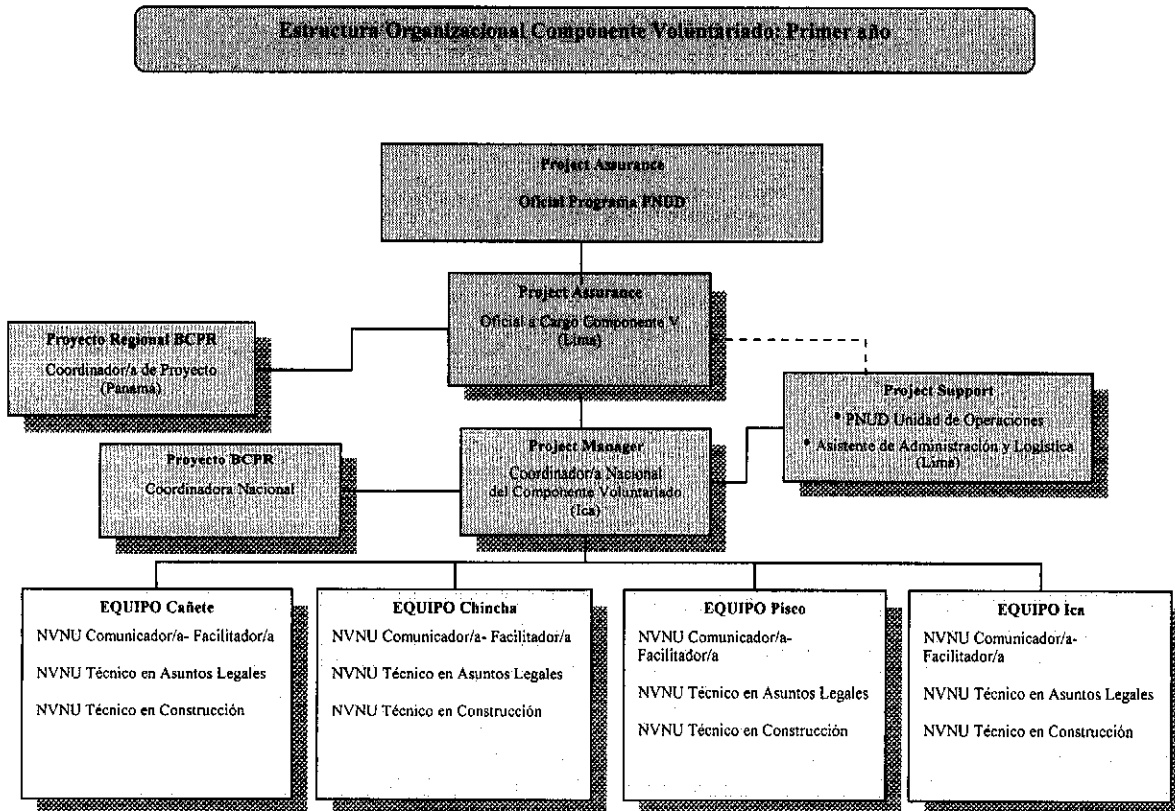 Estructura Organizacional Componente Voluntariado: Primer año
Project Assurance
Oficial Programa PNUD
Project Assurance
Oficial a Cargo Componente V
(Lima)
Proyecto Regional BCPR
Coordinador/a de Proyecto
(Panamá)
Project Support
• PNUD Unidad de Operaciones
• Asistente de Administración y Logística
(Lima)
Project Manager
Coordinador/a Nacional
del Componente Voluntariado
(Ica)
Proyecto BCPR
Coordinadora Nacional
EQUIPO Cañete
NVNU Comunicador/a- Facilitador/a
NVNU Técnico en Asuntos Legales
NVNU Técnico en Construcción
EQUIPO Chincha
NVNU Comunicador/a- Facilitador/a
NVNU Técnico en Asuntos Legales
NVNU Técnico en Construcción
EQUIPO Pisco
NVNU Comunicador/a-
Facilitador/a
NVNU Técnico en Asuntos Legales
NVNU Técnico en Construcción
EQUIPO Ica
NVNU Comunicador/a-
Facilitador/a
NVNU Técnico en Asuntos Legales
NVNU Técnico en Construcción